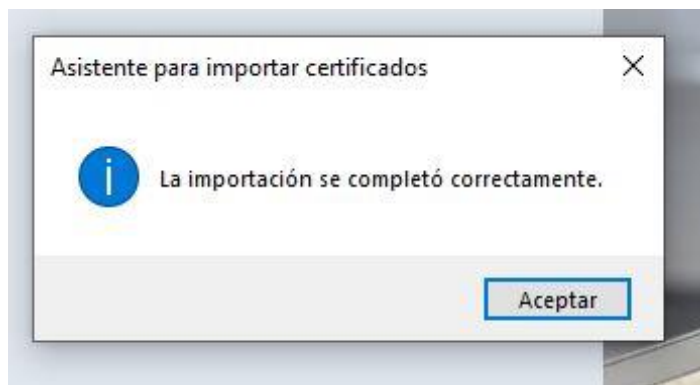 Asistente para importar certificados
La importación se completó correctamente.
Aceptar